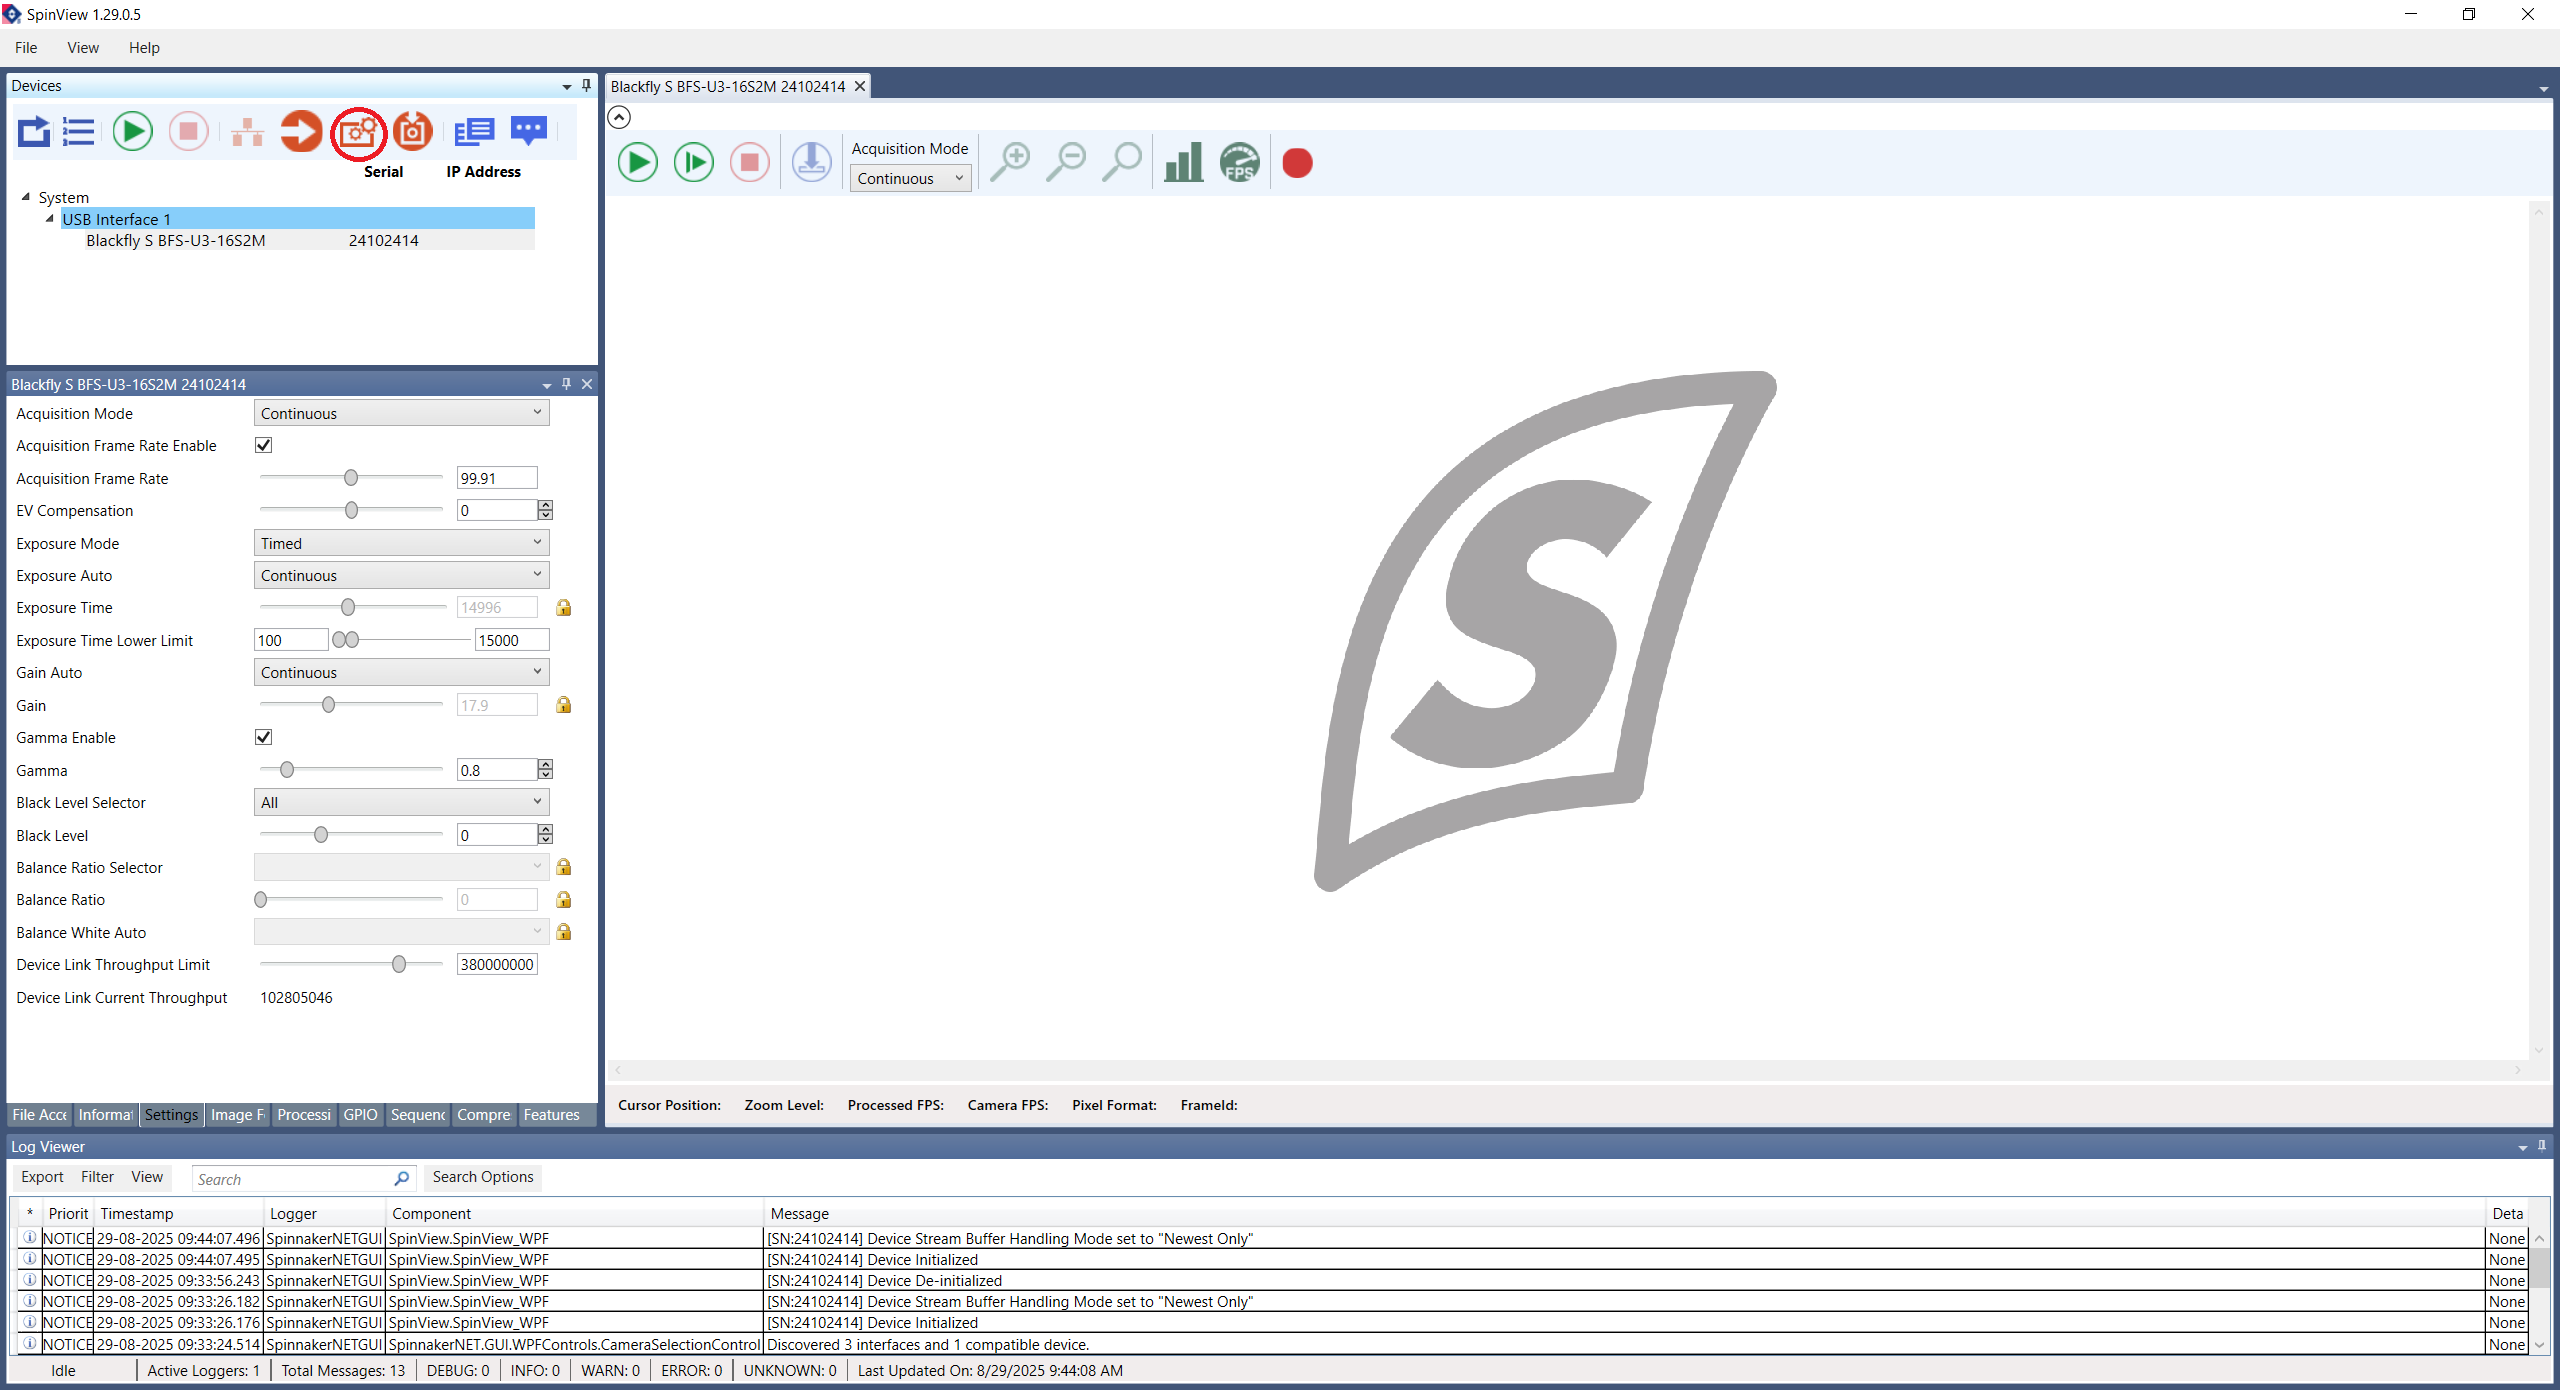 SpinView 1.29.0.5
File View Help
Devices
Serial IP Address
System
USB Interface 1
Blackfly S BFS-U3-16S2M 24102414
Blackfly S BFS-U3-16S2M 24102414
Acquisition Mode Continuous
Acquisition Frame Rate Enable
Acquisition Frame Rate 99.91
EV Compensation 0
Exposure Mode Timed
Exposure Auto Continuous
Exposure Time 14996
Exposure Time Lower Limit 100 15000
Gain Auto Continuous
Gain 17.9
Gamma Enable
Gamma 0.8
Black Level Selector All
Black Level 0
Balance Ratio Selector
Balance Ratio 0
Balance White Auto
Device Link Throughput Limit 380000000
Device Link Current Throughput 102805046
File Acce Informat Settings Image F Processi GPIO Sequenc Compre Features
Blackfly S BFS-U3-16S2M 24102414
Acquisition Mode
Continuous
FPS
S
Cursor Position: Zoom Level: Processed FPS: Camera FPS: Pixel Format: FrameId:
Log Viewer
Export Filter View Search Search Options
* Priorit Timestamp Logger Component Message Deta
NOTICE 29-08-2025 09:44:07.496 SpinnakerNETGUI SpinView.SpinView_WPF [SN:24102414] Device Stream Buffer Handling Mode set to "Newest Only" None
NOTICE 29-08-2025 09:44:07.495 SpinnakerNETGUI SpinView.SpinView_WPF [SN:24102414] Device Initialized None
NOTICE 29-08-2025 09:33:56.243 SpinnakerNETGUI SpinView.SpinView_WPF [SN:24102414] Device De-initialized None
NOTICE 29-08-2025 09:33:26.182 SpinnakerNETGUI SpinView.SpinView_WPF [SN:24102414] Device Stream Buffer Handling Mode set to "Newest Only" None
NOTICE 29-08-2025 09:33:26.176 SpinnakerNETGUI SpinView.SpinView_WPF [SN:24102414] Device Initialized None
NOTICE 29-08-2025 09:33:24.514 SpinnakerNETGUI SpinnakerNET.GUI.WPFControls.CameraSelectionControl Discovered 3 interfaces and 1 compatible device. None
Idle Active Loggers: 1 Total Messages: 13 DEBUG: 0 INFO: 0 WARN: 0 ERROR: 0 UNKNOWN: 0 Last Updated On: 8/29/2025 9:44:08 AM